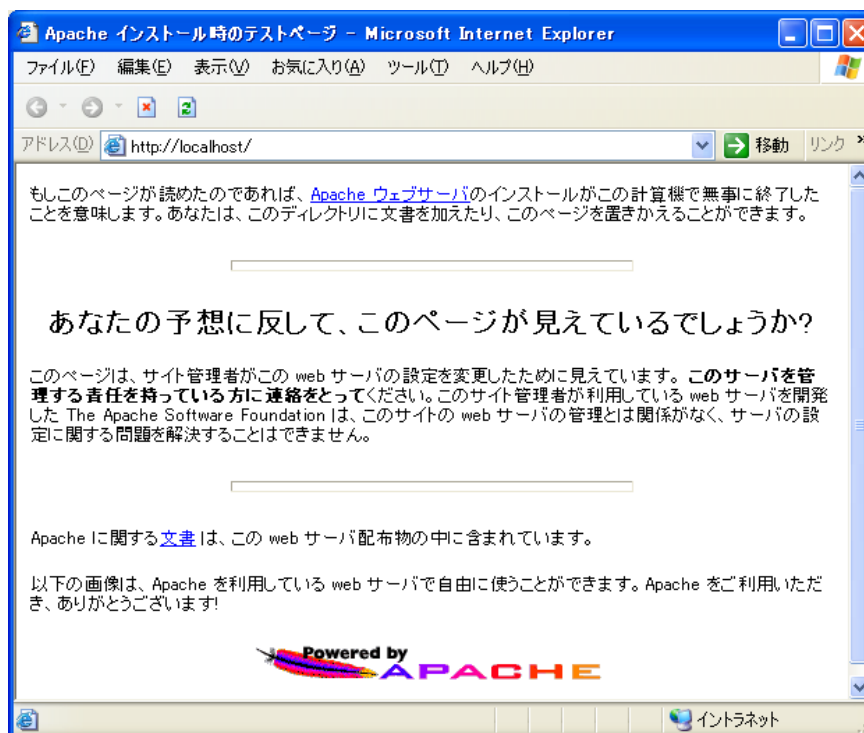 Apache インストール時のテストページ - Microsoft Internet Explorer
ファイル(F) 編集(E) 表示(V) お気に入り(A) ツール(T) ヘルプ(H)
アドレス(D) http://localhost/ 移動 リンク »
もしこのページが読めたのであれば、Apache ウェブサーバのインストールがこの計算機で無事に終了した
ことを意味します。あなたは、このディレクトリに文書を加えたり、このページを置きかえることができます。
あなたの予想に反して、このページが見えているでしょうか?
このページは、サイト管理者がこの web サーバの設定を変更したために見えています。このサーバを管
理する責任を持っている方に連絡をとってください。このサイト管理者が利用している web サーバを開発
した The Apache Software Foundation は、このサイトの web サーバの管理とは関係がなく、サーバの設
定に関する問題を解決することはできません。
Apache に関する文書は、この web サーバ配布物の中に含まれています。
以下の画像は、Apache を利用している web サーバで自由に使うことができます。Apache をご利用いただ
き、ありがとうございます!
Powered by
APACHE
イントラネット